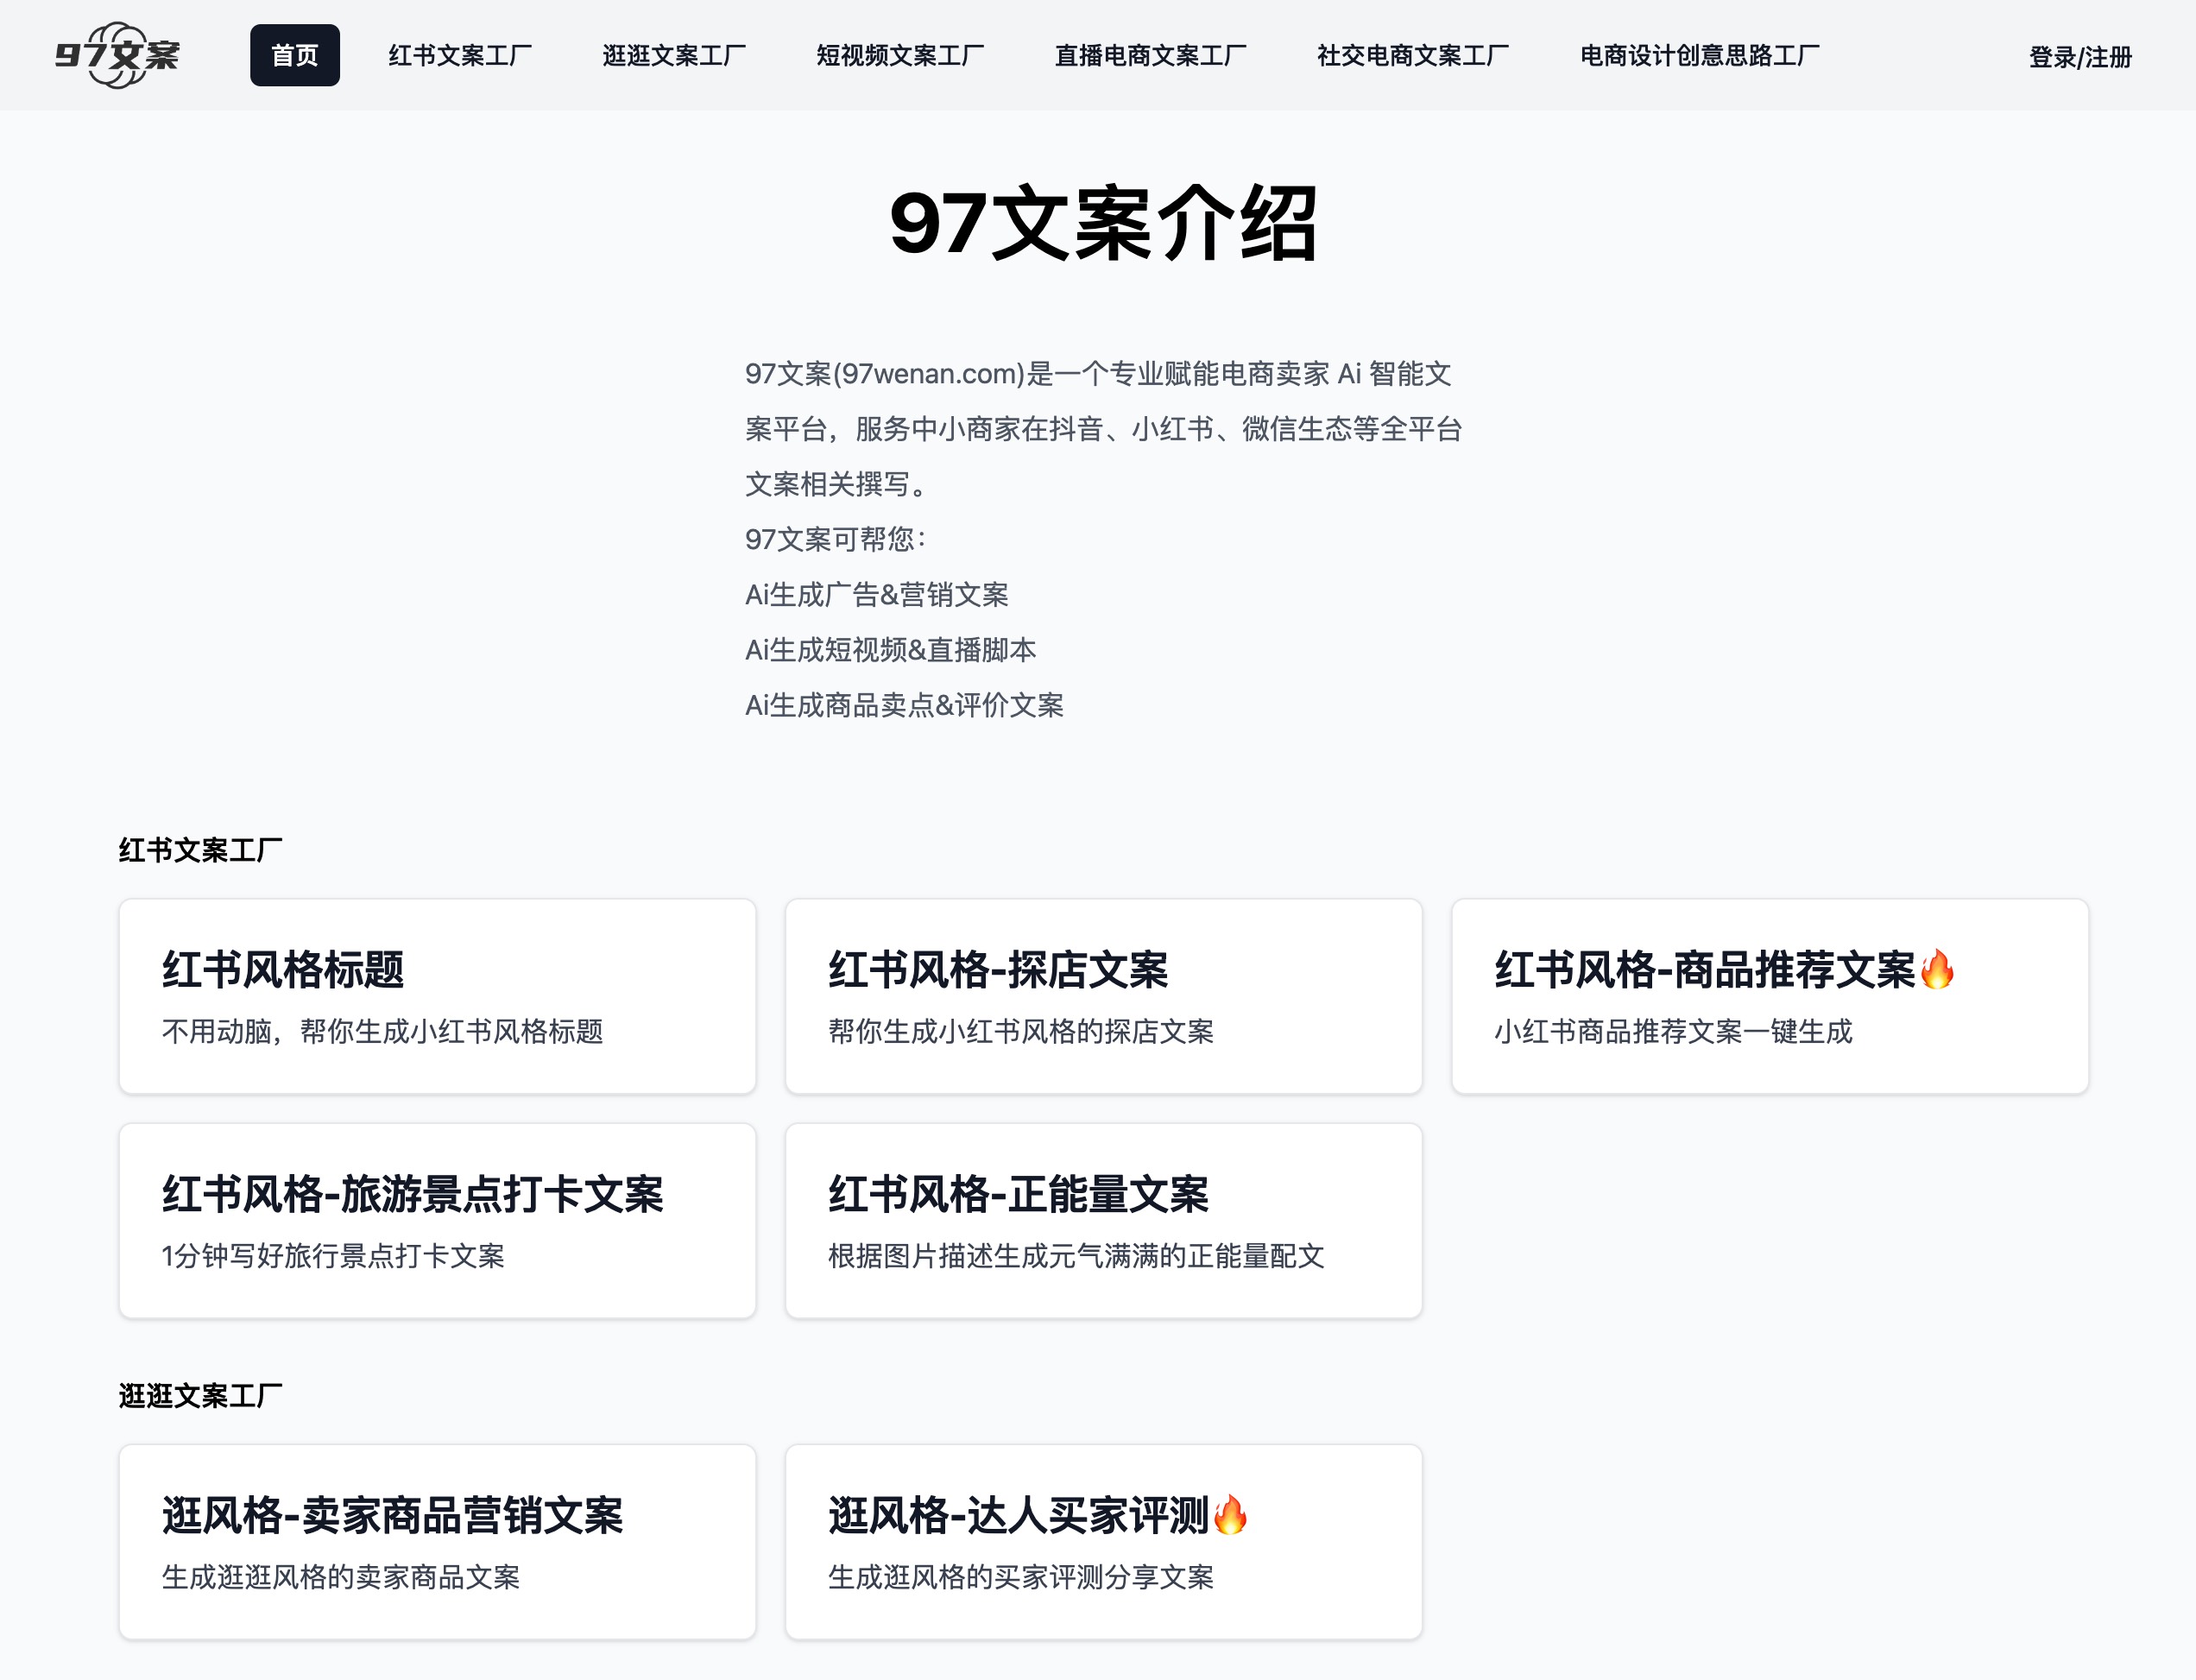 97文案
首页
红书文案工厂
逛逛文案工厂
短视频文案工厂
直播电商文案工厂
社交电商文案工厂
电商设计创意思路工厂
登录/注册
97文案介绍
97文案(97wenan.com)是一个专业赋能电商卖家 Ai 智能文
案平台，服务中小商家在抖音、小红书、微信生态等全平台
文案相关撰写。
97文案可帮您：
Ai生成广告&营销文案
Ai生成短视频&直播脚本
Ai生成商品卖点&评价文案
红书文案工厂
红书风格标题
不用动脑，帮你生成小红书风格标题
红书风格-探店文案
帮你生成小红书风格的探店文案
红书风格-商品推荐文案🔥
小红书商品推荐文案一键生成
红书风格-旅游景点打卡文案
1分钟写好旅行景点打卡文案
红书风格-正能量文案
根据图片描述生成元气满满的正能量配文
逛逛文案工厂
逛风格-卖家商品营销文案
生成逛逛风格的卖家商品文案
逛风格-达人买家评测🔥
生成逛风格的买家评测分享文案